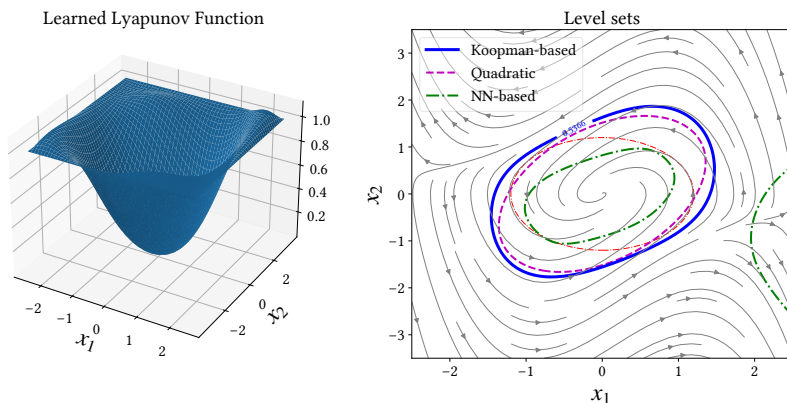 Learned Lyapunov Function
1.0
0.8
0.6
0.4
0.2
−2
−1
0
1
2
x1
−2
0
2
x2
Level sets
Koopman-based
Quadratic
NN-based
3
2
1
0
−1
−2
−3
x2
−2
−1
0
1
2
x1